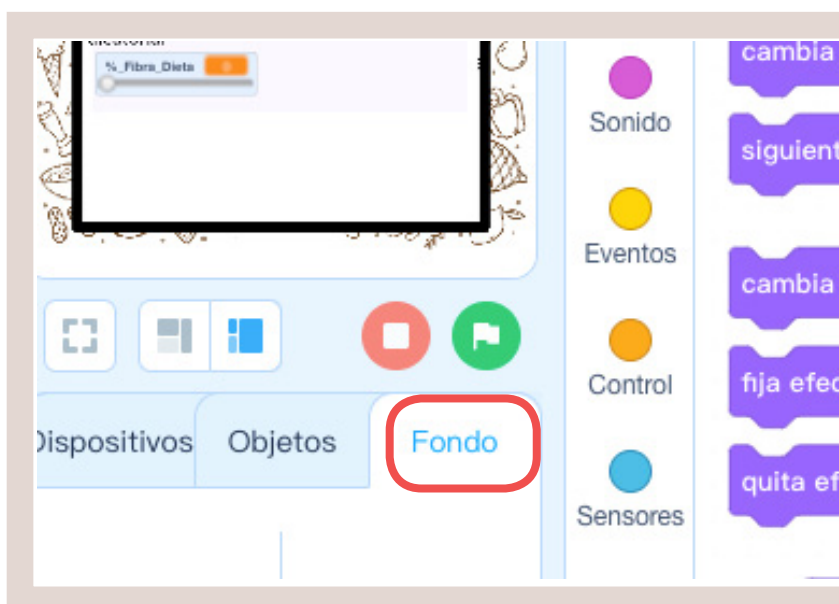 %_Fibra_Dieta 0
Sonido
Eventos
Control
Sensores
cambia
siguient
cambia
fija efec
quita ef
Dispositivos
Objetos
Fondo